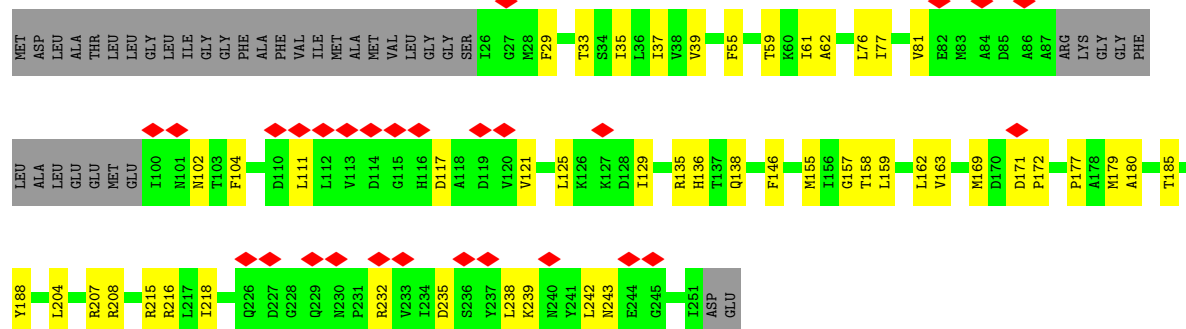 MET ASP LEU ALA THR LEU LEU GLY LEU ILE GLY GLY PHE ALA PHE VAL ILE MET ALA MET VAL LEU GLY GLY SER I26 G27 M28 F29 T33 S34 I35 L36 I37 V38 V39 F55 T59 K60 I61 A62 L76 I77 V81 E82 M83 A84 D85 A86 A87 ARG LYS GLY GLY PHE
LEU ALA LEU GLU GLU MET GLU I100 N101 N102 T103 F104 D110 L111 L112 V113 D114 G115 H116 D117 A118 D119 V120 V121 L125 K126 K127 D128 I129 R135 H136 T137 Q138 F146 M155 I156 G157 T158 L159 L162 V163 M169 D170 D171 P172 P177 A178 M179 A180 T185
Y188 L204 R207 R208 R215 R216 L217 I218 Q226 D227 G228 Q229 N230 P231 R232 V233 I234 D235 S236 Y237 L238 K239 N240 Y241 L242 N243 E244 G245 I251 ASP GLU